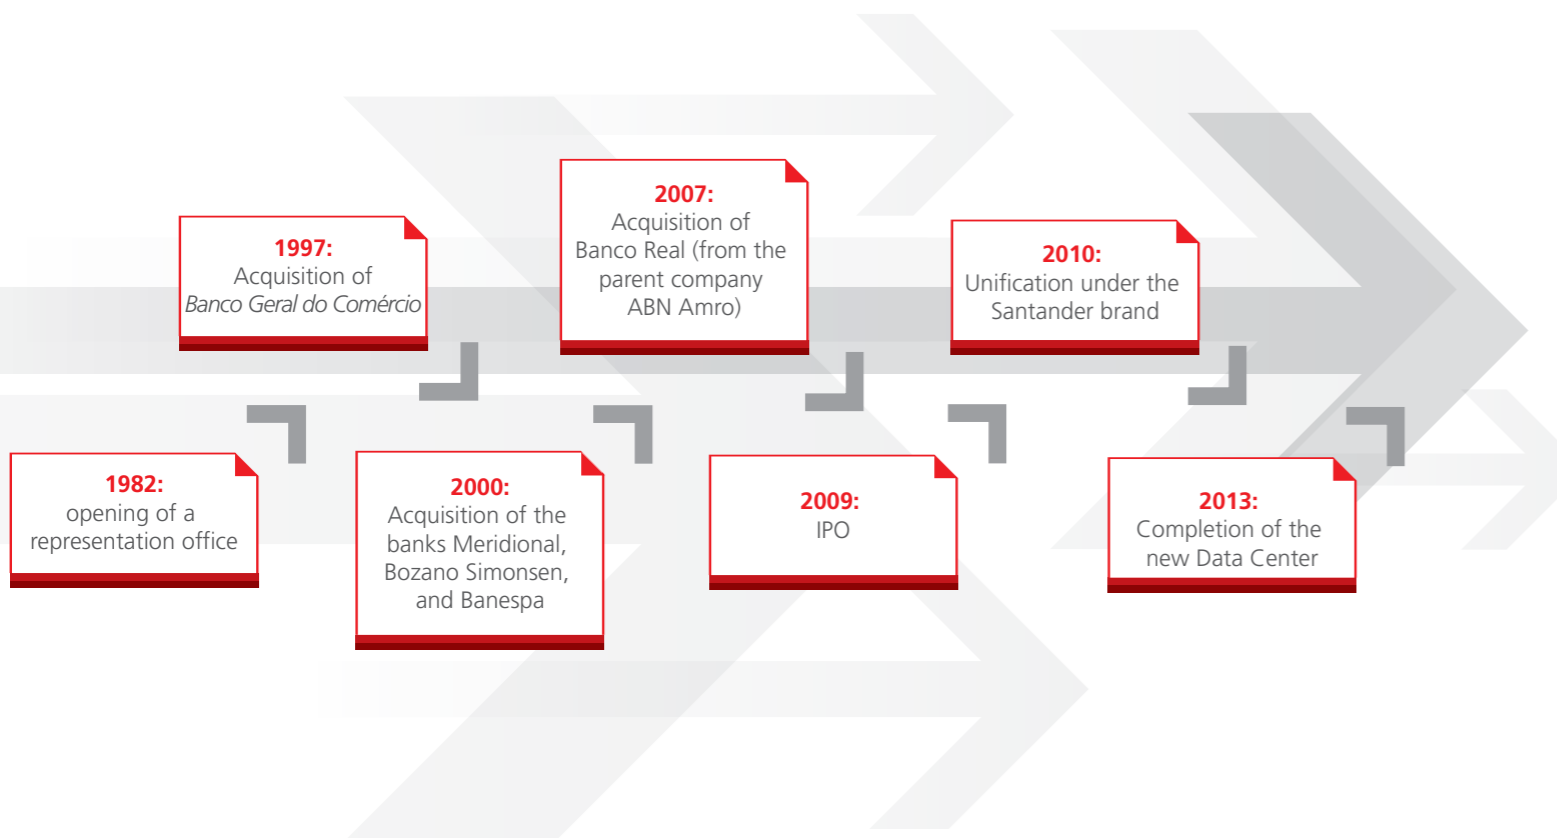 1982:
opening of a
representation office
1997:
Acquisition of
Banco Geral do Comércio
2000:
Acquisition of the
banks Meridional,
Bozano Simonsen,
and Banespa
2007:
Acquisition of
Banco Real (from the
parent company
ABN Amro)
2009:
IPO
2010:
Unification under the
Santander brand
2013:
Completion of the
new Data Center